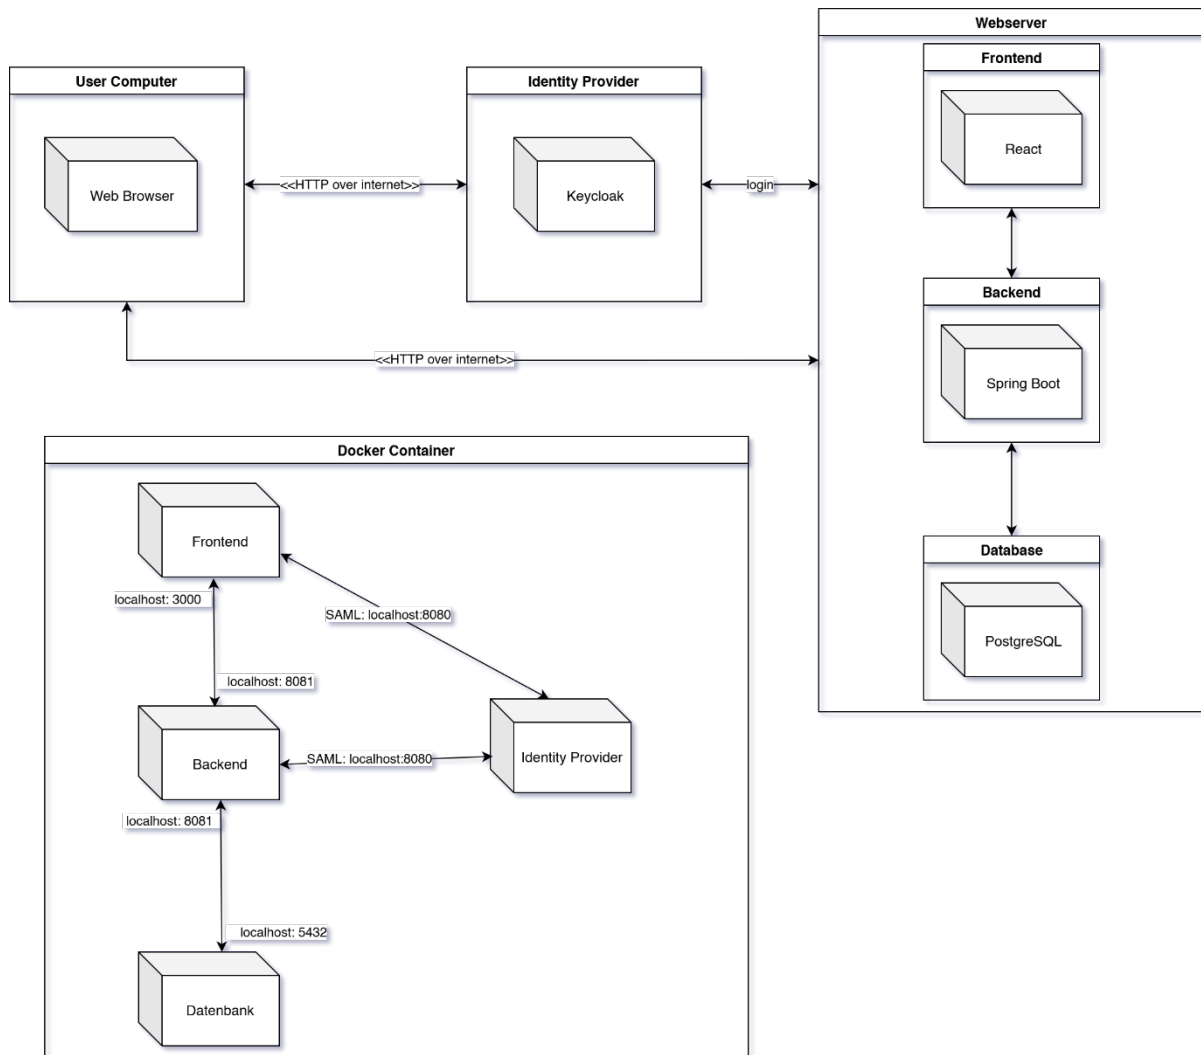 Webserver
Frontend
User Computer
Identity Provider
React
Web Browser
<<HTTP over internet>>
Keycloak
login
Backend
<<HTTP over internet>>
Spring Boot
Docker Container
Frontend
Database
localhost: 3000
SAML: localhost:8080
PostgreSQL
localhost: 8081
Backend
SAML: localhost:8080
Identity Provider
localhost: 8081
localhost: 5432
Datenbank